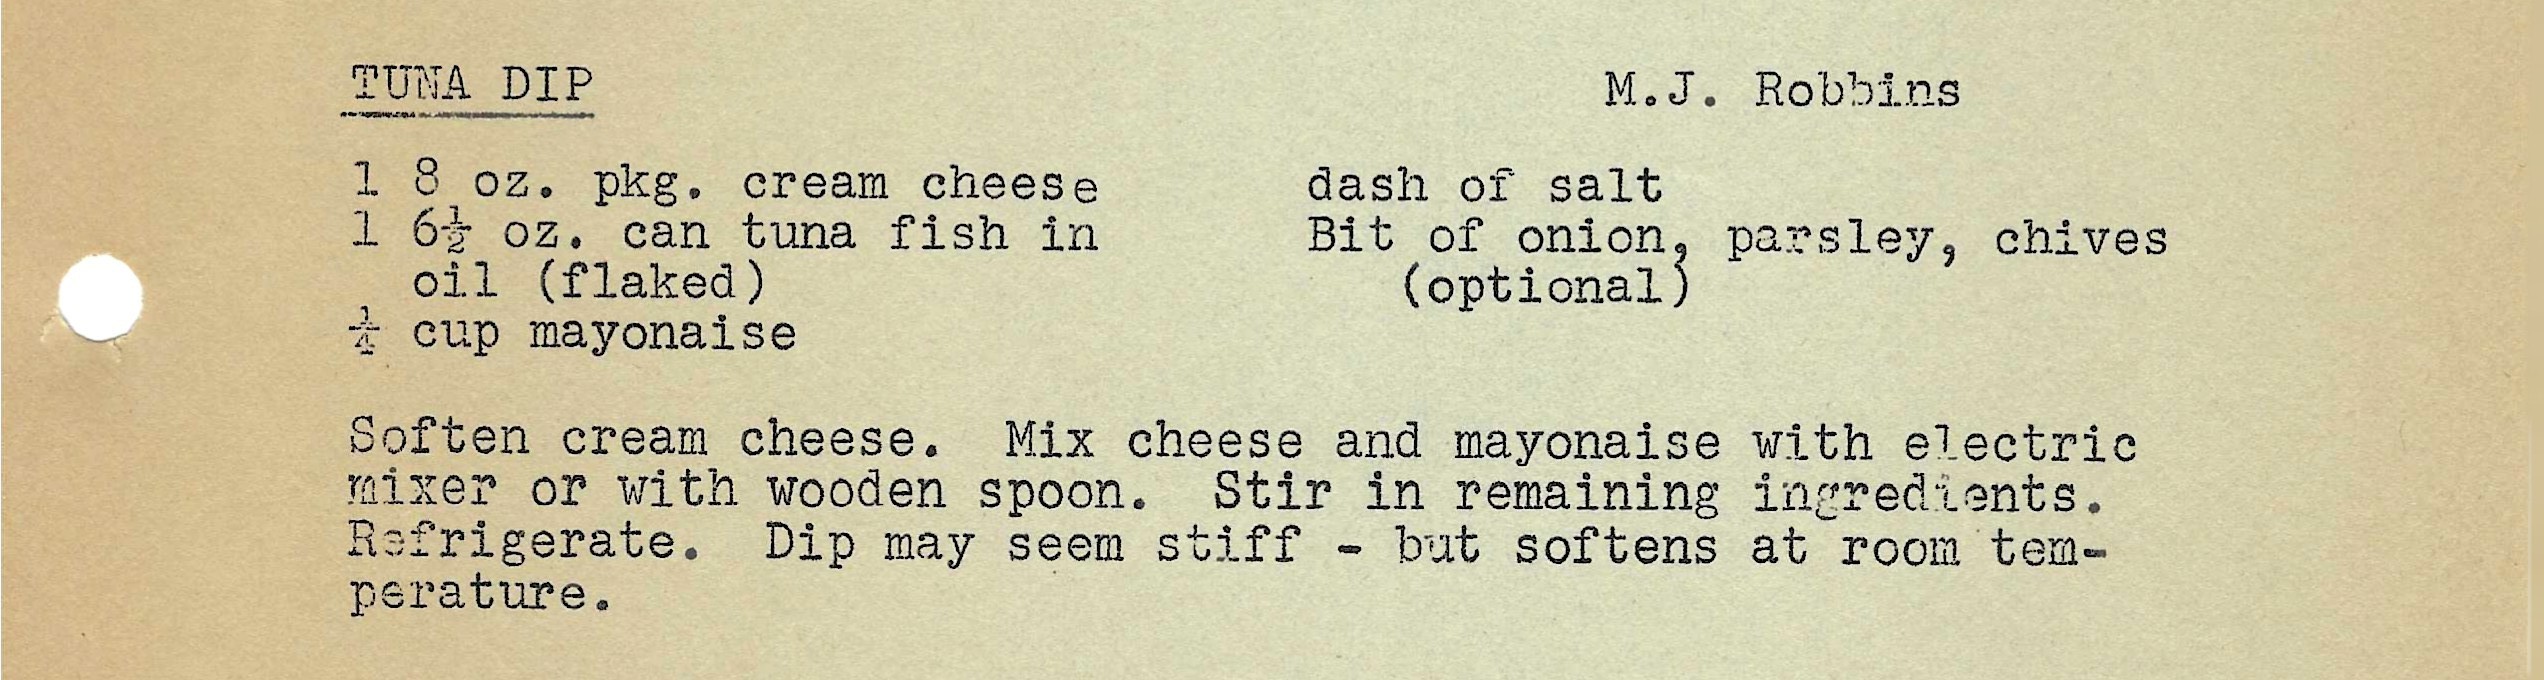 TUNA DIP
M.J. Robbins
1 8 oz. pkg. cream cheese
1 6½ oz. can tuna fish in
oil (flaked)
¼ cup mayonaise
dash of salt
Bit of onion, parsley, chives
(optional)
Soften cream cheese. Mix cheese and mayonaise with electric
mixer or with wooden spoon. Stir in remaining ingredients.
Refrigerate. Dip may seem stiff - but softens at room tem-
perature.